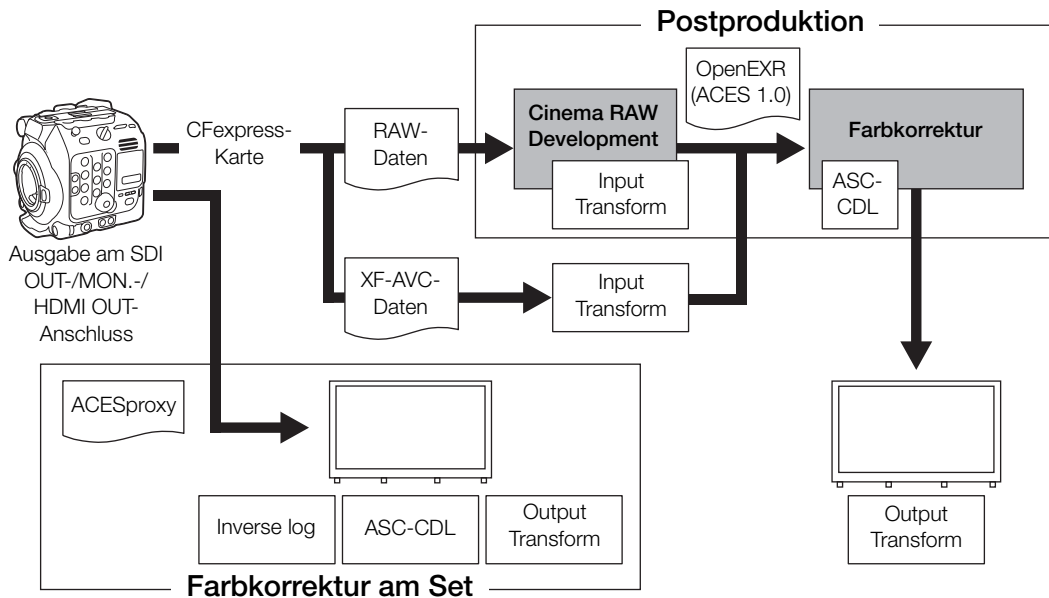 Postproduktion
OpenEXR
(ACES 1.0)
CFexpress-
Karte
RAW-
Daten
Cinema RAW
Development
Input
Transform
Farbkorrektur
ASC-
CDL
Ausgabe am SDI
OUT-/MON.-/
HDMI OUT-
Anschluss
XF-AVC-
Daten
Input
Transform
ACESproxy
Inverse log
ASC-CDL
Output
Transform
Output
Transform
Farbkorrektur am Set